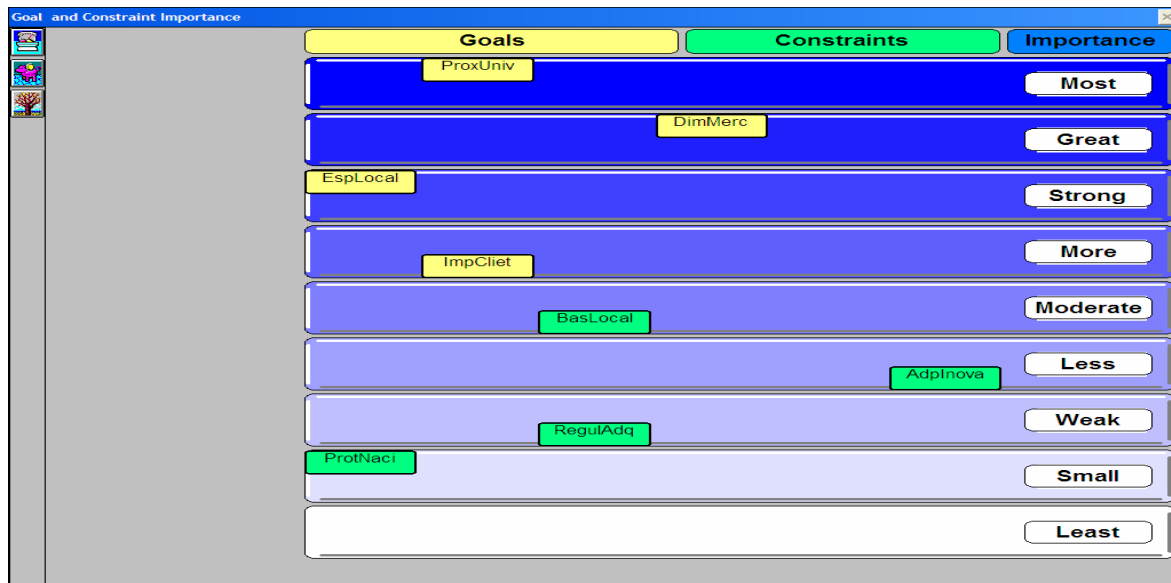 Goal and Constraint Importance
Goals Constraints Importance
ProxUniv
Most
DimMerc
Great
EspLocal
Strong
ImpCliet
More
BasLocal
Moderate
AdpInova
Less
RegulAdq
Weak
ProtNaci
Small
Least